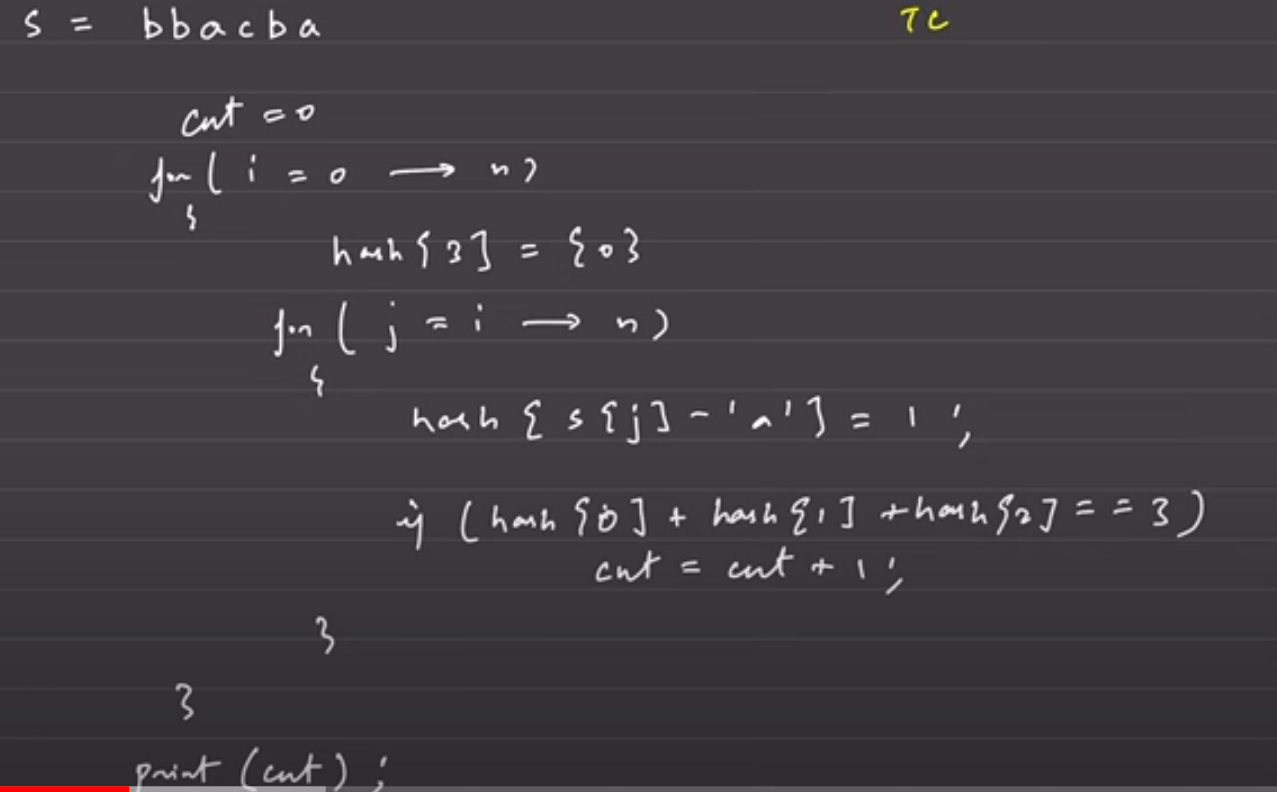 s = bbacba TC
cnt = 0
for ( i = 0 → n )
{
hash [3] = {0}
for ( j = i → n )
{
hash [ s[j] - 'a' ] = 1 ;
if ( hash [0] + hash [1] + hash [2] == 3 )
cnt = cnt + 1 ;
}
}
print (cnt) ;